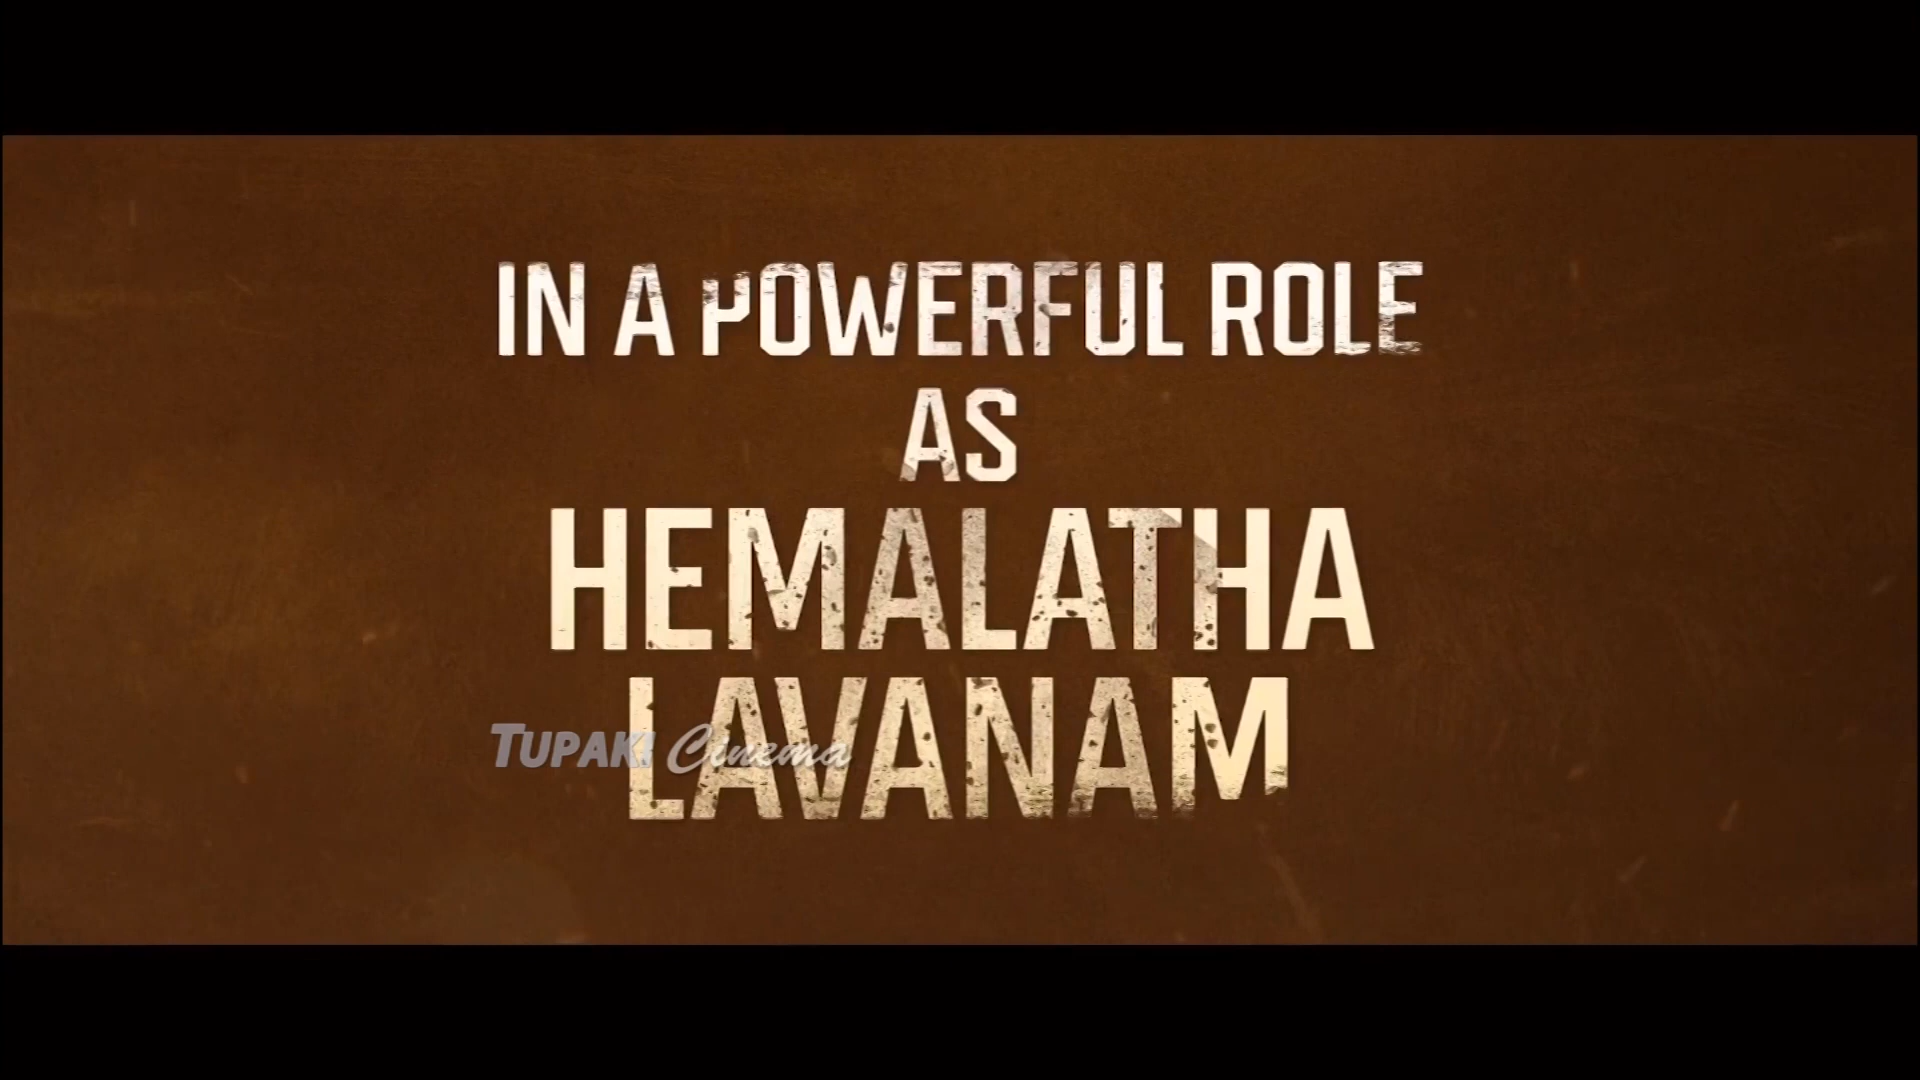 IN A POWERFUL ROLE
AS
HEMALATHA
LAVANAM
TUPAKI Cinema